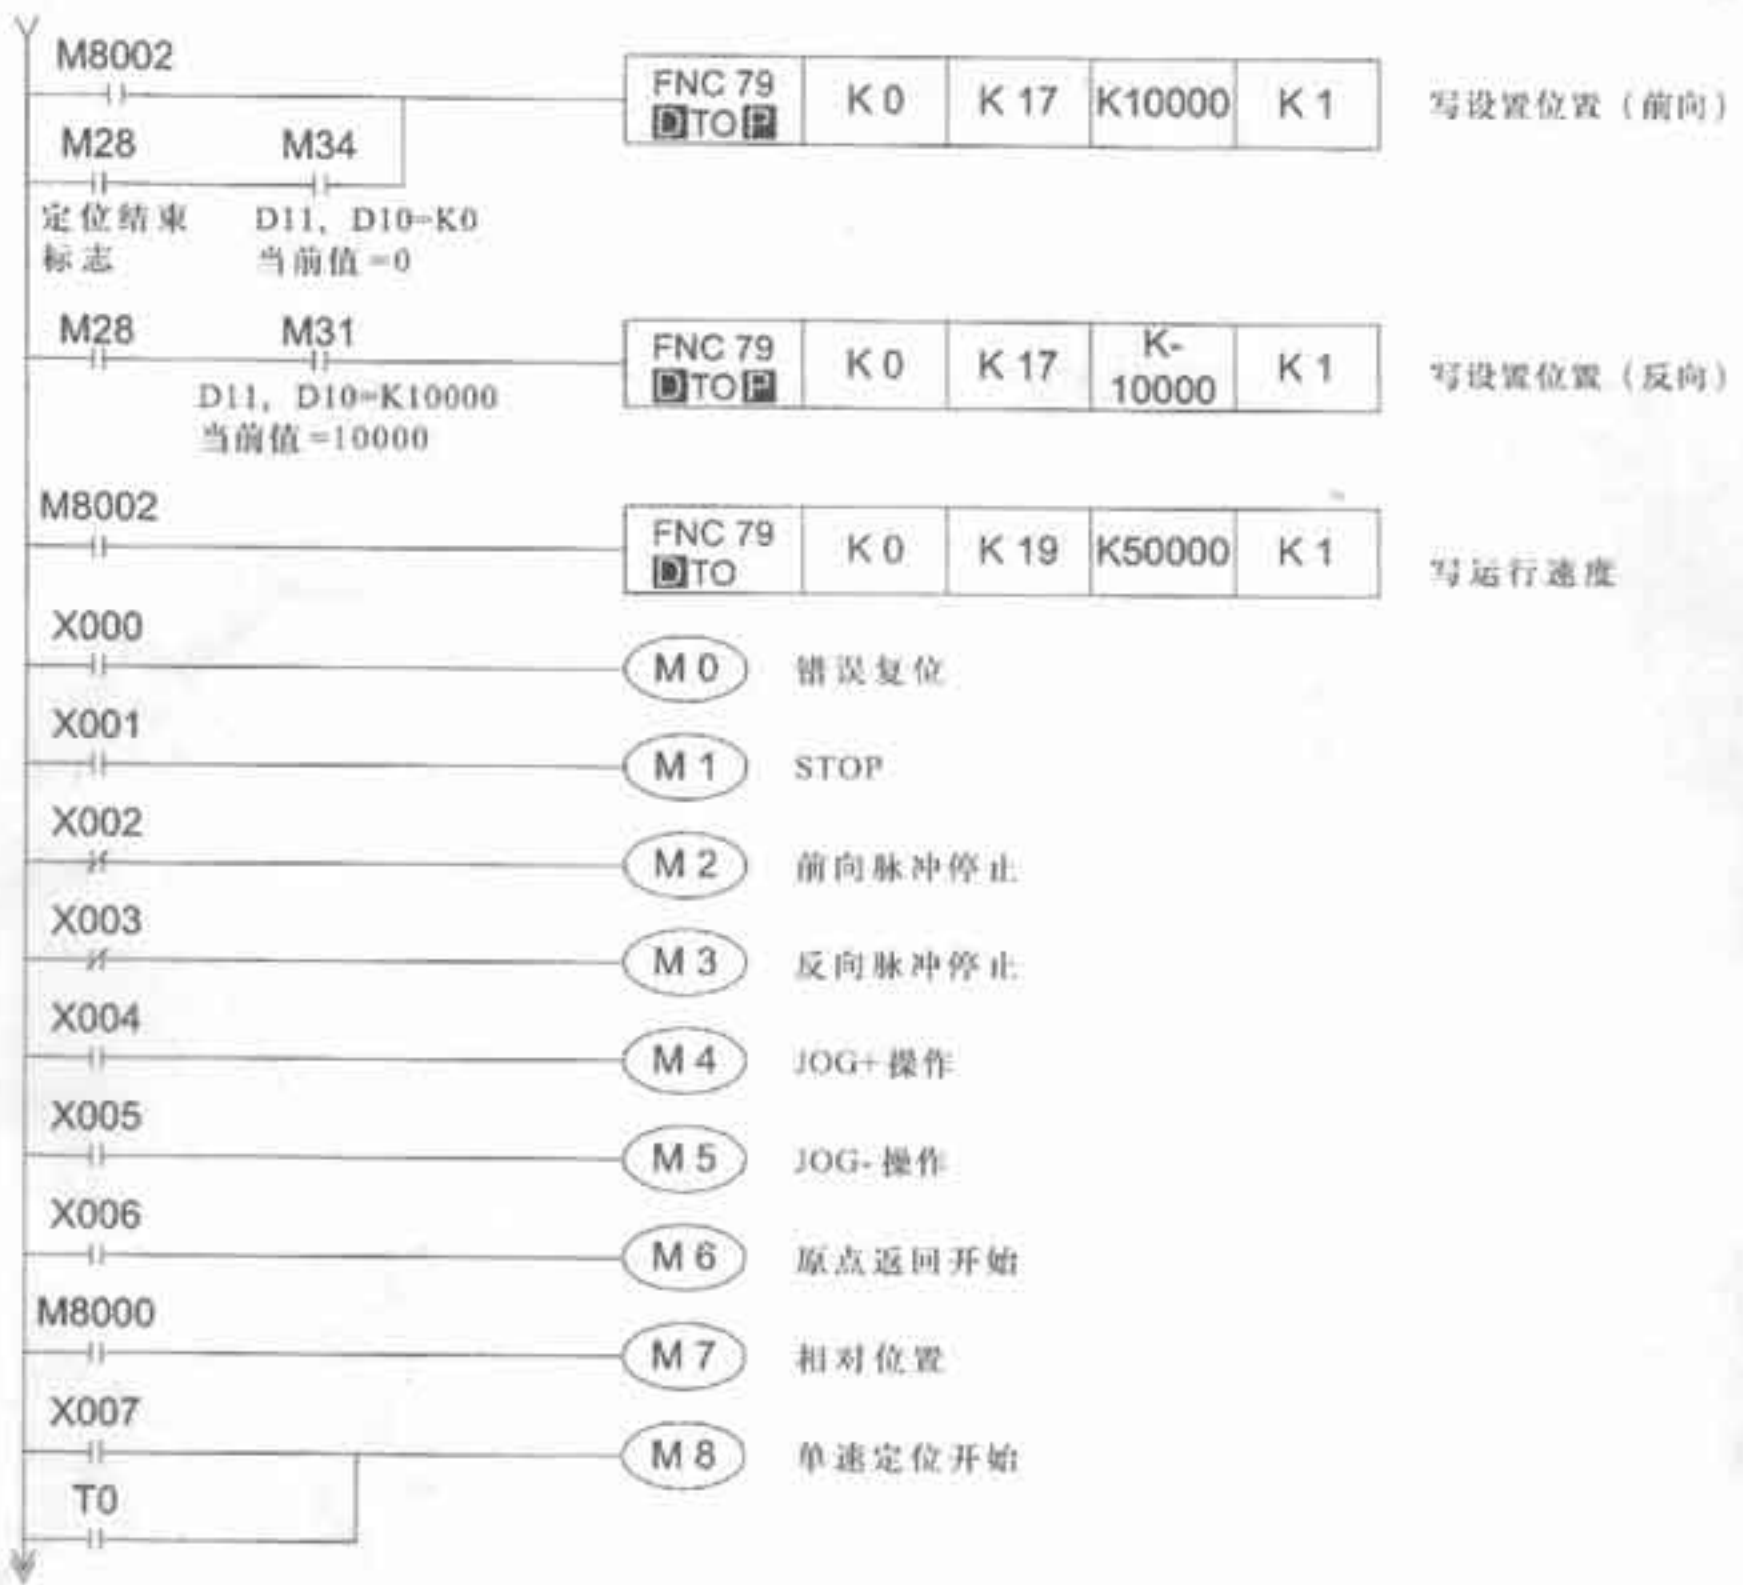 M8002
FNC 79 DTOP K 0 K 17 K10000 K 1 写设置位置（前向）
M28 M34
定位结束标志 D11, D10=K0
当前值=0
M28 M31
FNC 79 DTOP K 0 K 17 K-10000 K 1 写设置位置（反向）
D11, D10=K10000
当前值=10000
M8002
FNC 79 DTO K 0 K 19 K50000 K 1 写运行速度
X000
M 0 错误复位
X001
M 1 STOP
X002
M 2 前向脉冲停止
X003
M 3 反向脉冲停止
X004
M 4 JOG+操作
X005
M 5 JOG-操作
X006
M 6 原点返回开始
M8000
M 7 相对位置
X007
M 8 单速定位开始
T0